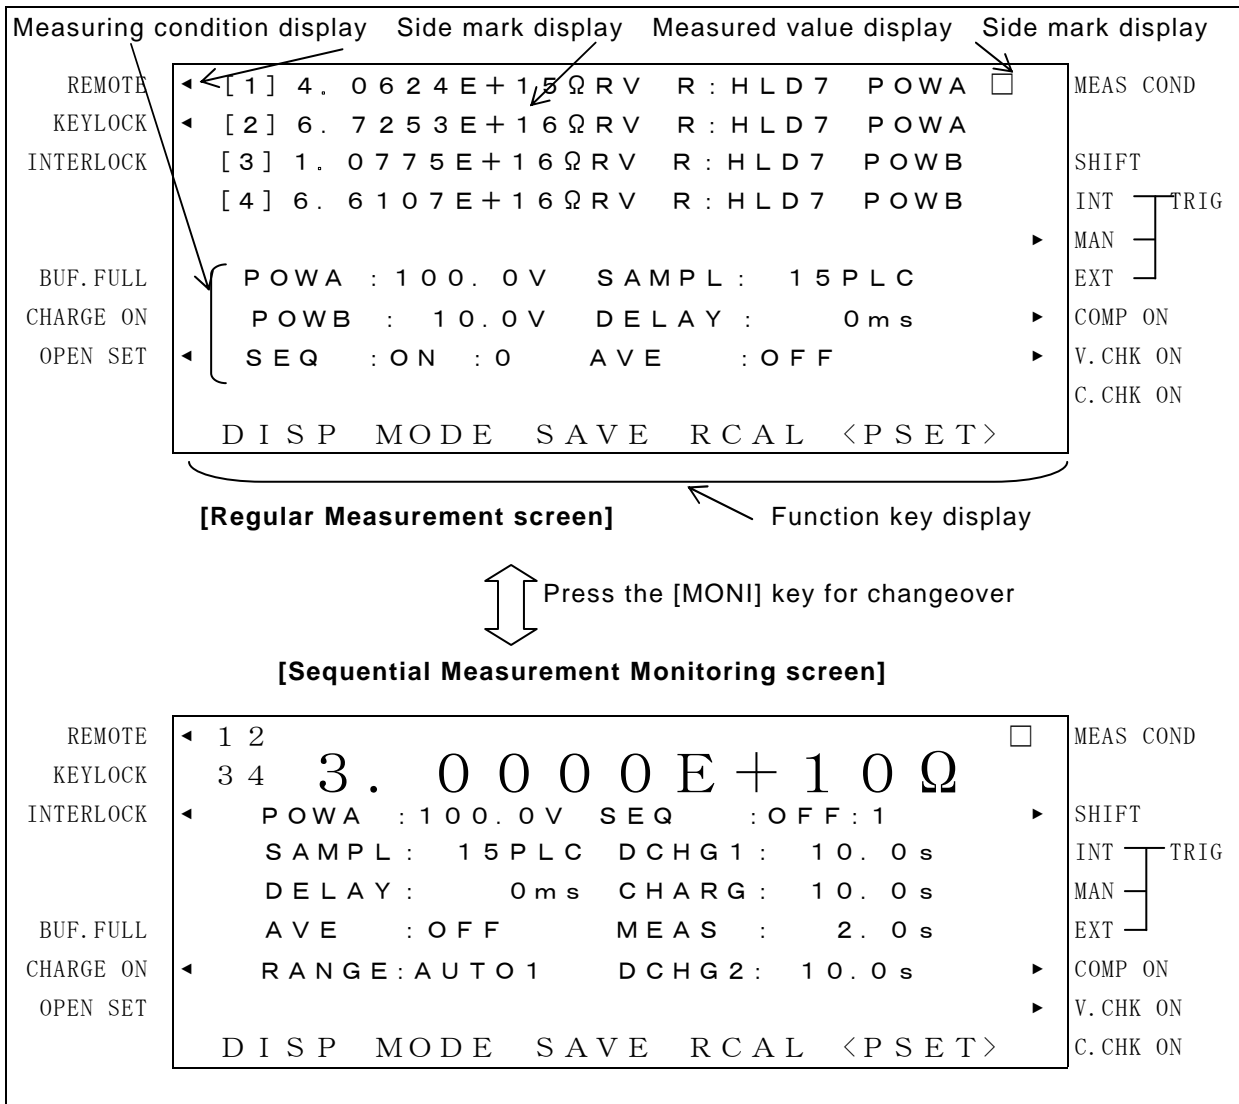 Measuring condition display Side mark display Measured value display Side mark display
REMOTE ◄ [1] 4. 0624E+15ΩRV R:HLD7 POWA □ MEAS COND
KEYLOCK ◄ [2] 6. 7253E+16ΩRV R:HLD7 POWA
INTERLOCK [3] 1. 0775E+16ΩRV R:HLD7 POWB SHIFT
[4] 6. 6107E+16ΩRV R:HLD7 POWB INT TRIG
► MAN
BUF.FULL POWA :100. 0V SAMPL: 15PLC EXT
CHARGE ON POWB : 10.0V DELAY: 0ms ► COMP ON
OPEN SET ◄ SEQ :ON :0 AVE :OFF ► V.CHK ON
C.CHK ON
DISP MODE SAVE RCAL <PSET>
[Regular Measurement screen] Function key display
Press the [MONI] key for changeover
[Sequential Measurement Monitoring screen]
REMOTE ◄ 12 □ MEAS COND
KEYLOCK 34 3. 0000E+10Ω
INTERLOCK ◄ POWA :100.0V SEQ :OFF:1 ► SHIFT
SAMPL: 15PLC DCHG1: 10. 0s INT TRIG
DELAY: 0ms CHARG: 10. 0s MAN
BUF.FULL AVE :OFF MEAS : 2. 0s EXT
CHARGE ON ◄ RANGE:AUTO1 DCHG2: 10.0s ► COMP ON
OPEN SET ► V.CHK ON
DISP MODE SAVE RCAL <PSET> C.CHK ON